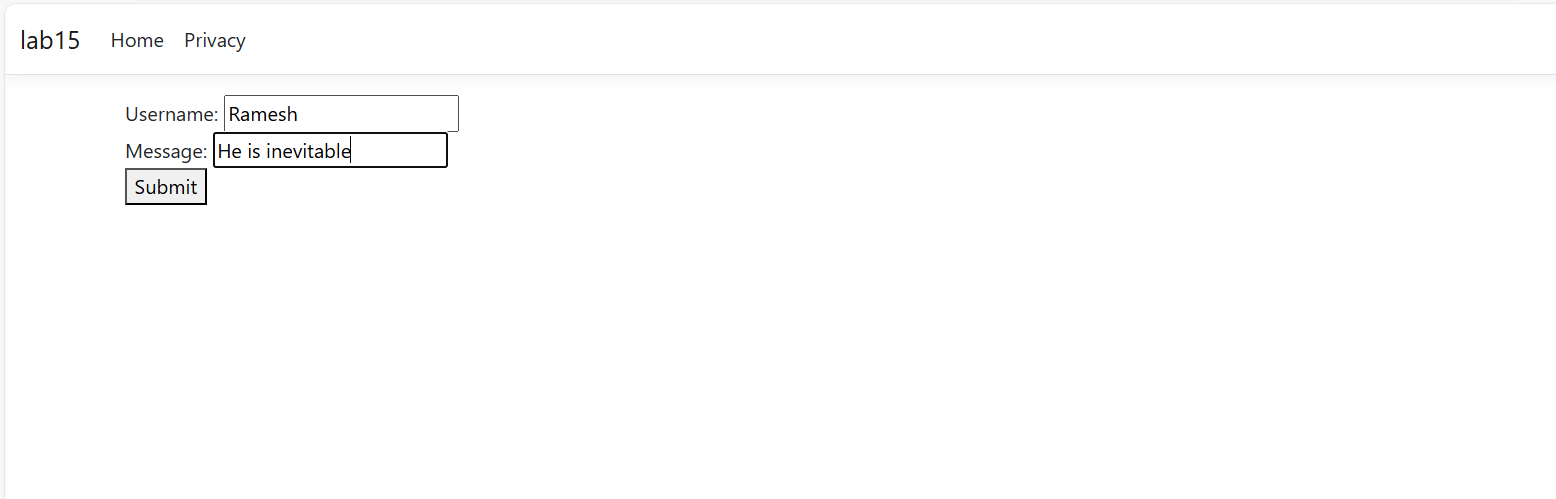 lab15 Home Privacy
Username: Ramesh
Message: He is inevitable
Submit